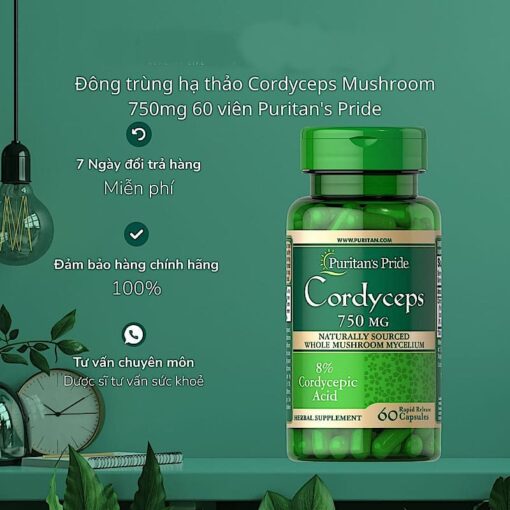 Đông trùng hạ thảo Cordyceps Mushroom
750mg 60 viên Puritan's Pride
7 Ngày đổi trả hàng
Miễn phí
Đảm bảo hàng chính hãng
100%
Tư vấn chuyên môn
Dược sĩ tư vấn sức khoẻ
WWW.PURITAN.COM
Puritan's Pride
Cordyceps
750 MG
NATURALLY SOURCED
WHOLE MUSHROOM MYCELIUM
8%
Cordycepic
Acid
HERBAL SUPPLEMENT
60 Rapid Release
Capsules